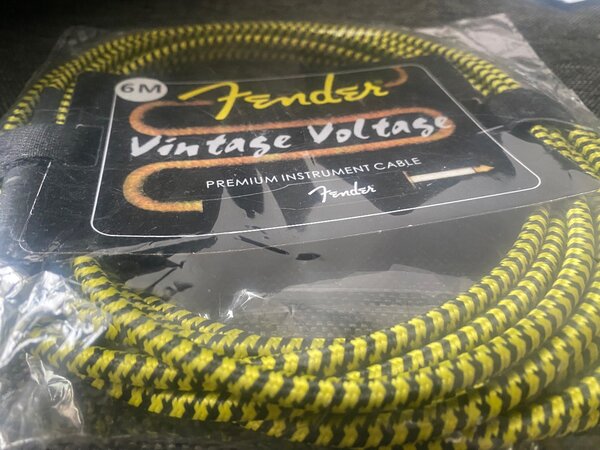 6M
Fender
Vintage Voltage
PREMIUM INSTRUMENT CABLE
Fender